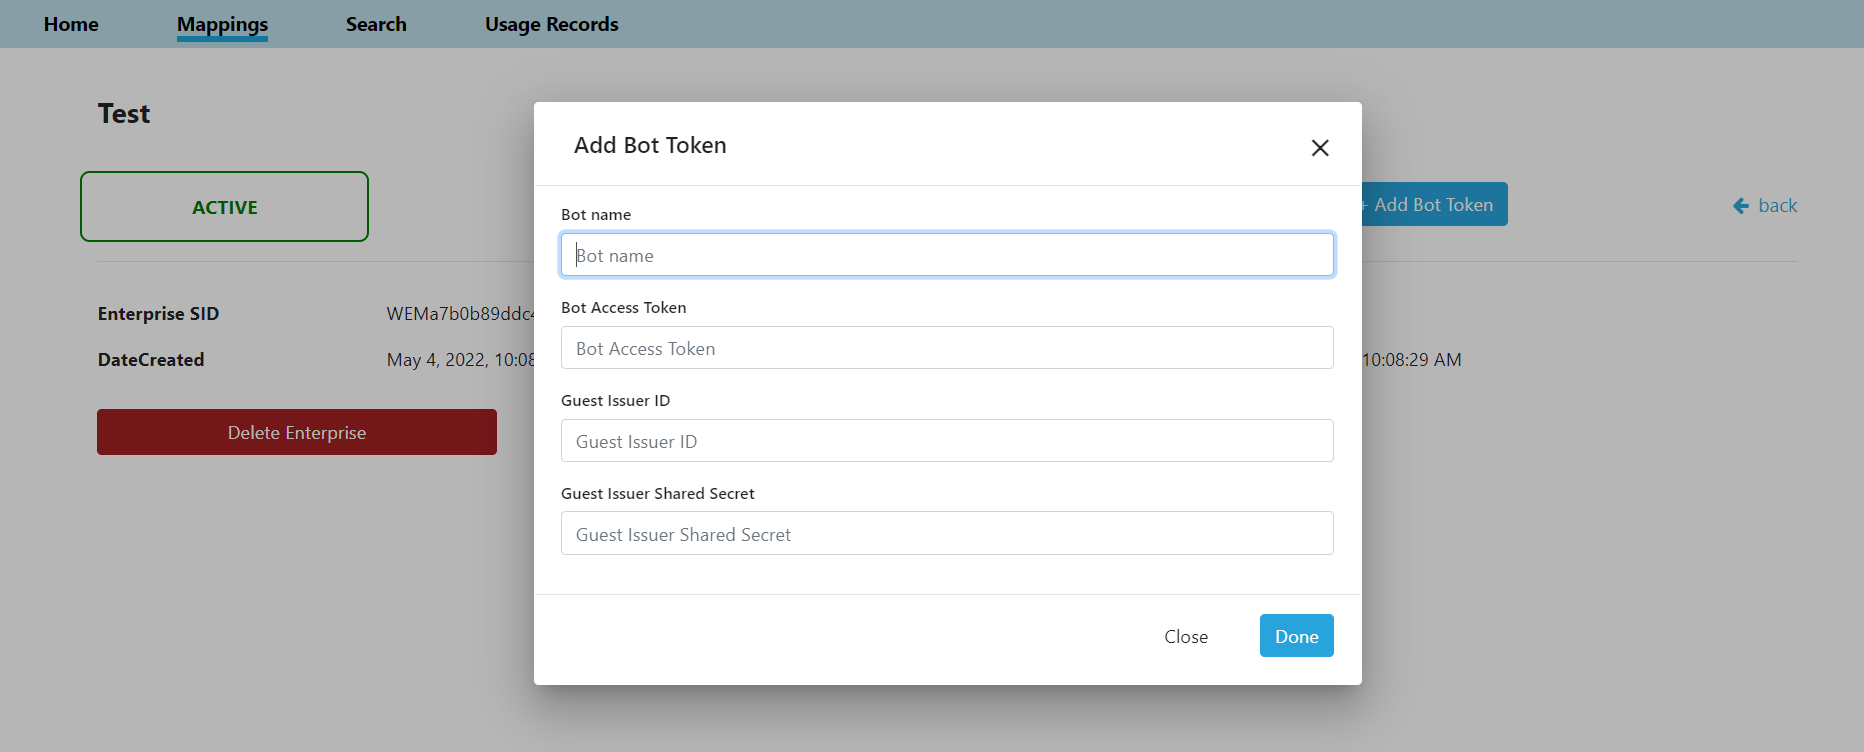 Home Mappings Search Usage Records
Test
ACTIVE
Add Bot Token
back
Enterprise SID WEMa7b0b89ddc
DateCreated May 4, 2022, 10:08 10:08:29 AM
Delete Enterprise
Add Bot Token
Bot name
Bot name
Bot Access Token
Bot Access Token
Guest Issuer ID
Guest Issuer ID
Guest Issuer Shared Secret
Guest Issuer Shared Secret
Close Done